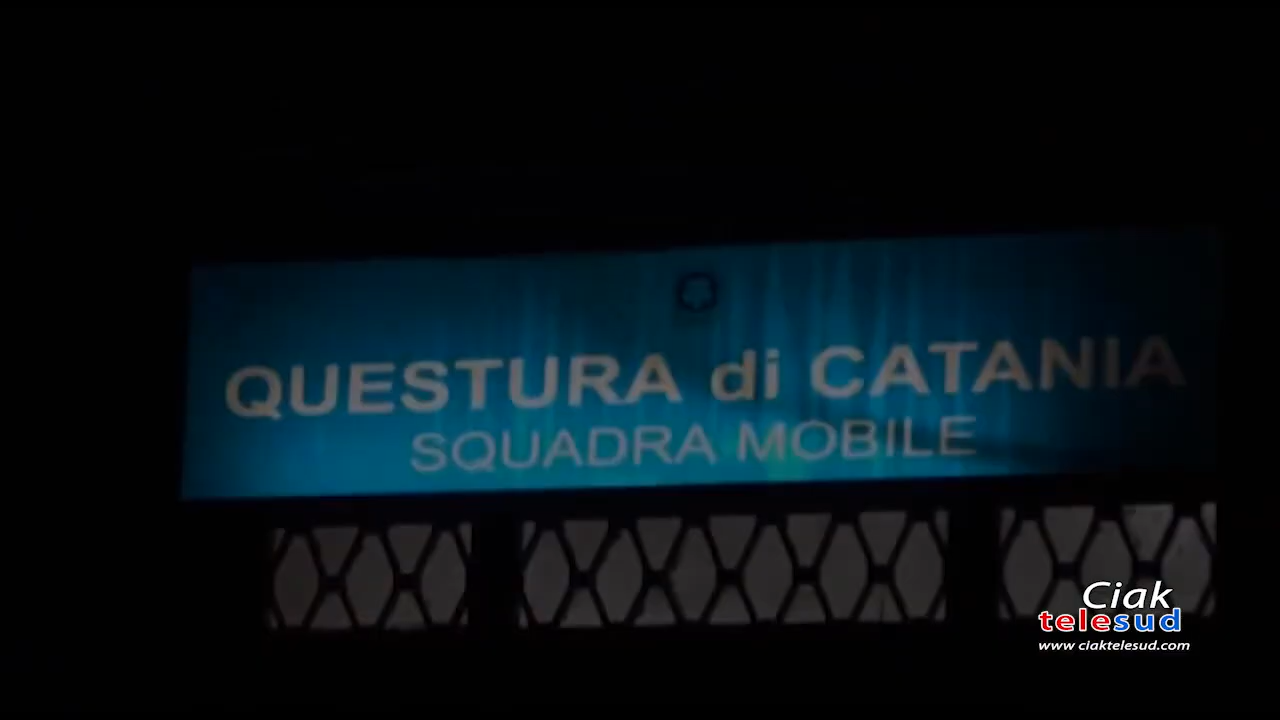 QUESTURA di CATANIA
SQUADRA MOBILE
Ciak
telesud
www ciaktelesud.com